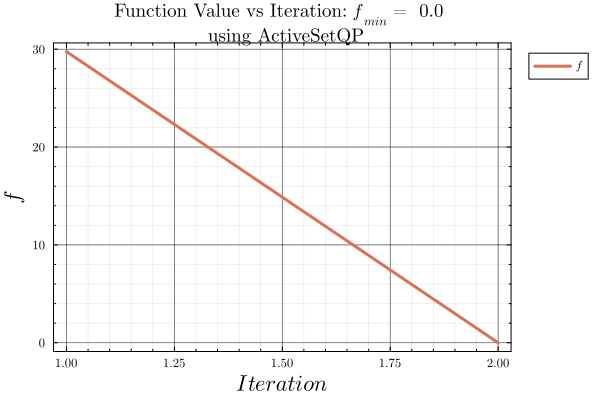 Function Value vs Iteration: f_min = 0.0
using ActiveSetQP
f
30
20
10
0
f
1.00 1.25 1.50 1.75 2.00
Iteration